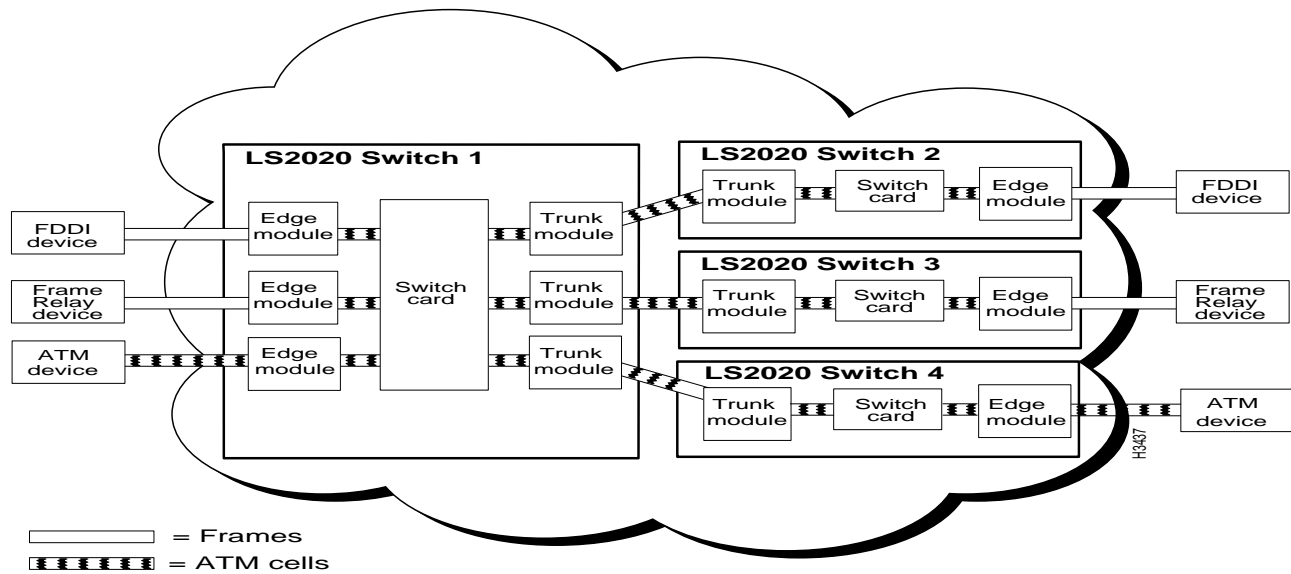 LS2020 Switch 1
FDDI
device
Frame
Relay
device
ATM
device
Edge
module
Edge
module
Edge
module
Switch
card
Trunk
module
Trunk
module
Trunk
module
LS2020 Switch 2
Trunk
module
Switch
card
Edge
module
FDDI
device
LS2020 Switch 3
Trunk
module
Switch
card
Edge
module
Frame
Relay
device
LS2020 Switch 4
Trunk
module
Switch
card
Edge
module
ATM
device
H3437
= Frames
= ATM cells